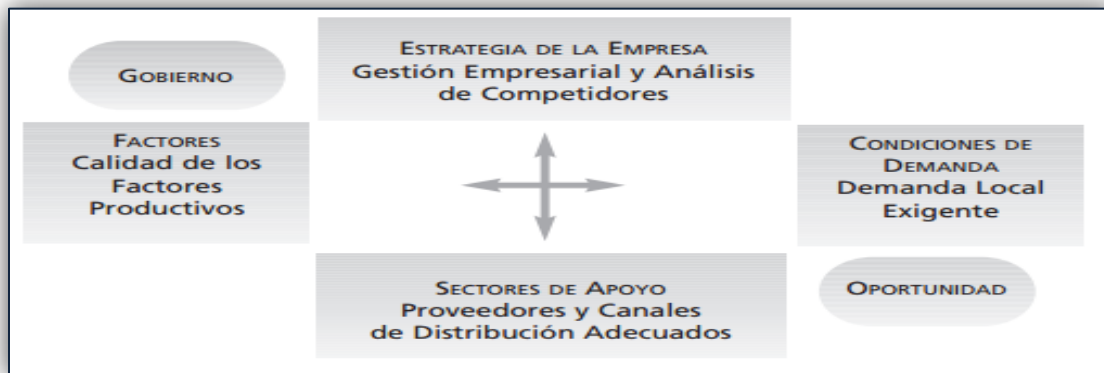 GOBIERNO
ESTRATEGIA DE LA EMPRESA
Gestión Empresarial y Análisis
de Competidores
FACTORES
Calidad de los
Factores
Productivos
CONDICIONES DE
DEMANDA
Demanda Local
Exigente
SECTORES DE APOYO
Proveedores y Canales
de Distribución Adecuados
OPORTUNIDAD